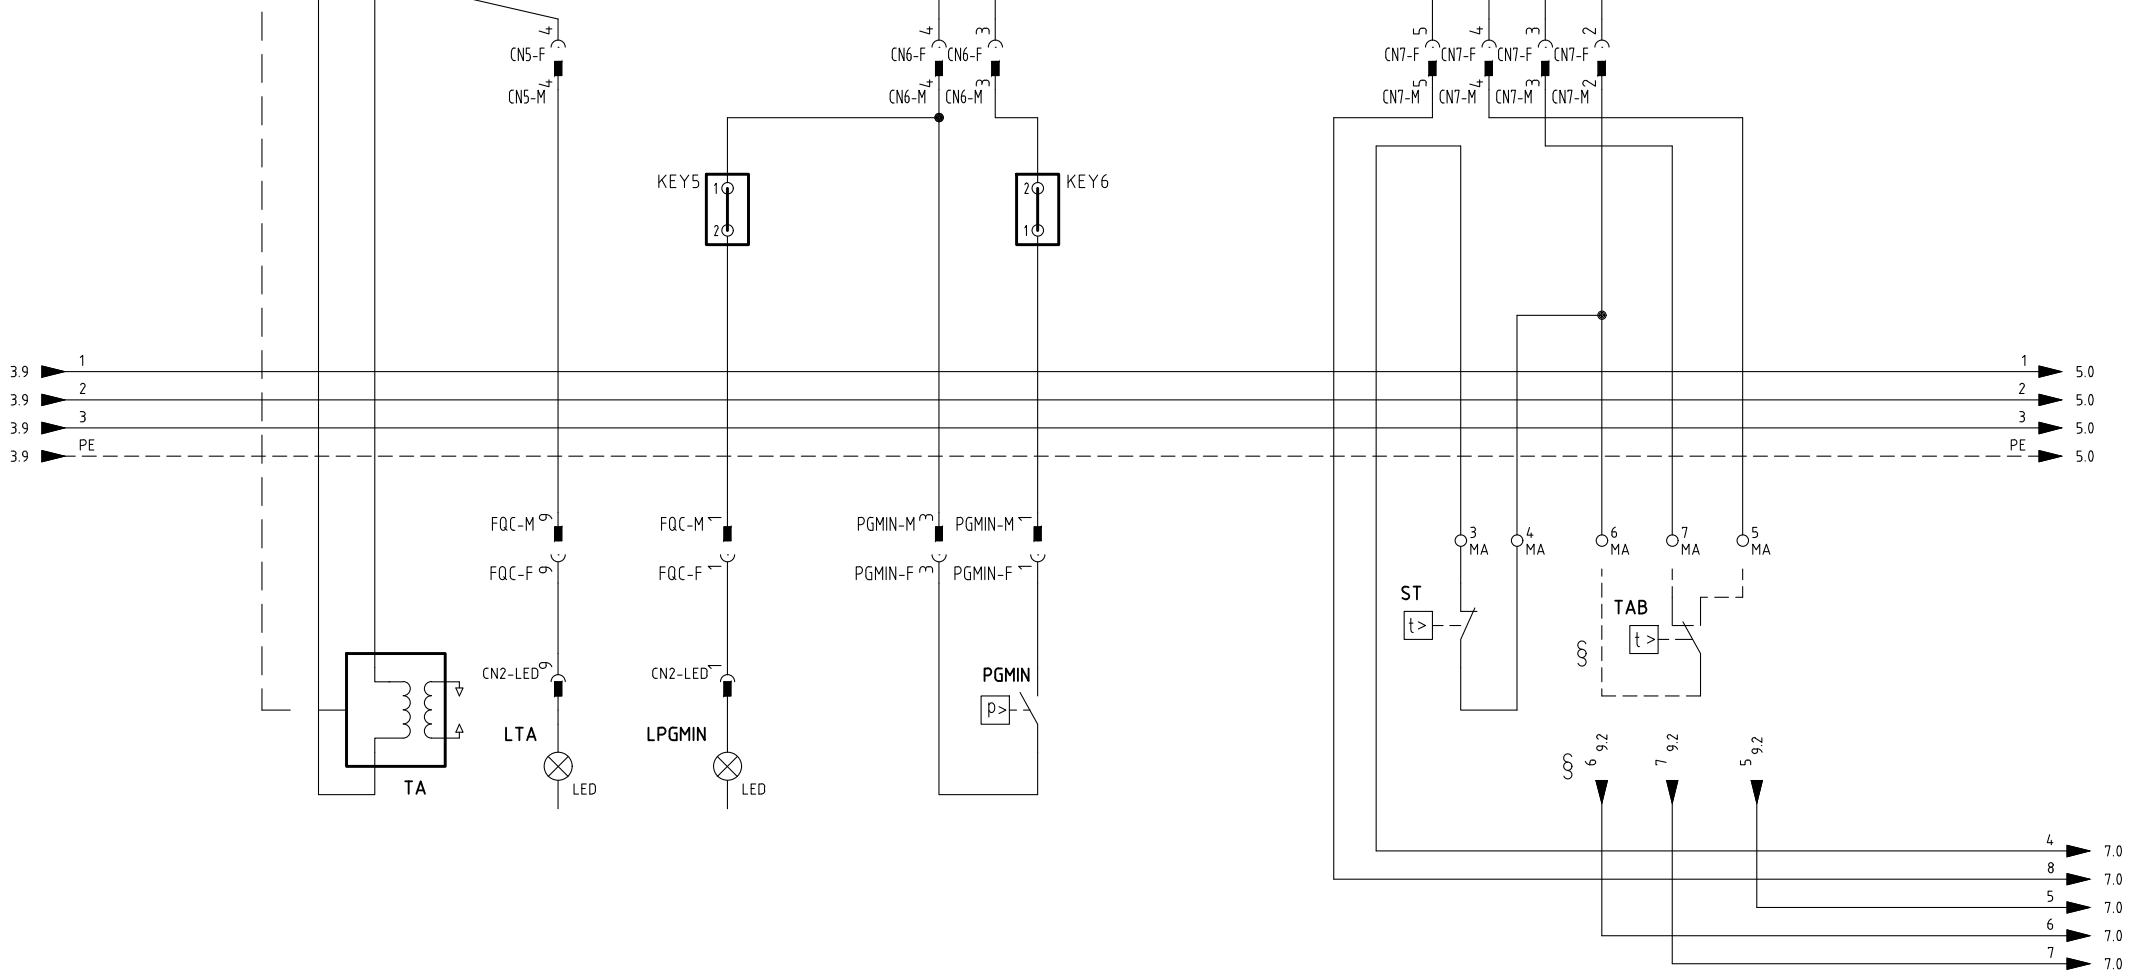 4 4 3 5 4 3 2
CN5-F CN6-F CN6-F CN7-F CN7-F CN7-F CN7-F
4 4 3 5 4 3 2
CN5-M CN6-M CN6-M CN7-M CN7-M CN7-M CN7-M
KEY5 1 2 KEY6
2 1
1 1
3.9 5.0
2 2
3.9 5.0
3 3
3.9 5.0
PE PE
3.9 5.0
FQC-M 9 FQC-M 1 PGMIN-M 3 PGMIN-M 1
3 MA 4 MA 6 MA 7 MA 5 MA
FQC-F 9 FQC-F 1 PGMIN-F 3 PGMIN-F 1
ST TAB
t> t>
§
CN2-LED 9 CN2-LED 1 PGMIN
p>
LTA LPGMIN
9.2 9.2 9.2
§ 6 7 5
TA LED LED
4
7.0
8
7.0
5
7.0
6
7.0
7
7.0